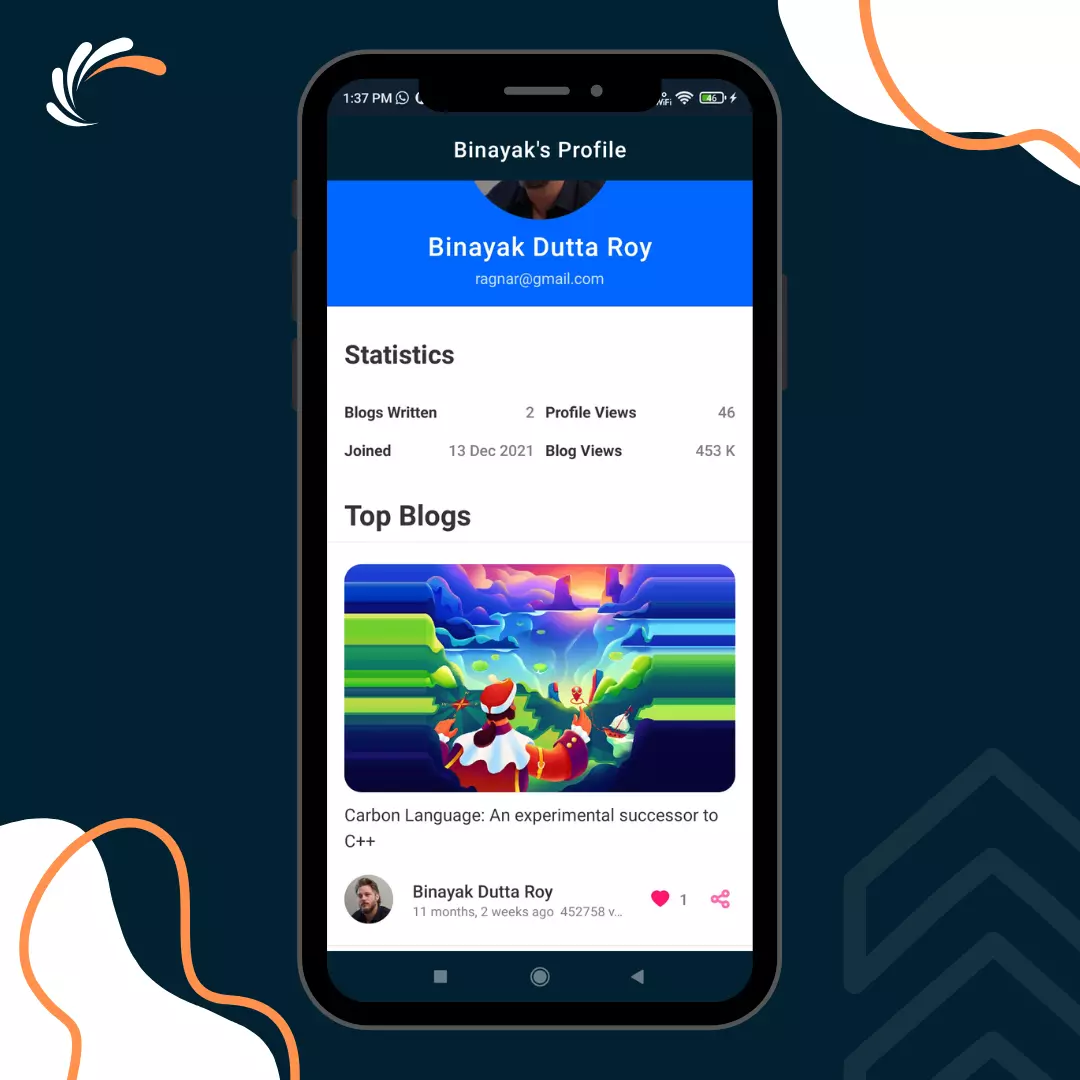 1:37 PM
WiFi 46
Binayak's Profile
Binayak Dutta Roy
ragnar@gmail.com
Statistics
Blogs Written 2 Profile Views 46
Joined 13 Dec 2021 Blog Views 453 K
Top Blogs
Carbon Language: An experimental successor to
C++
Binayak Dutta Roy
11 months, 2 weeks ago 452758 v...
1